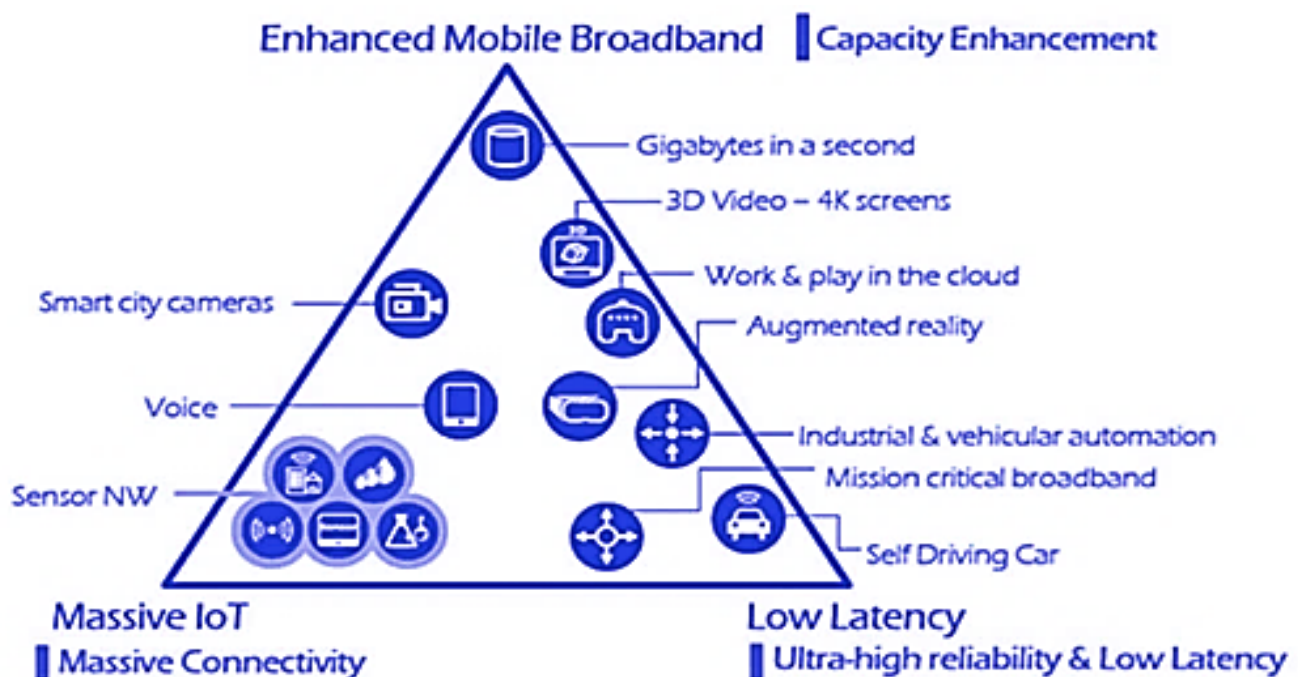 Enhanced Mobile Broadband
Capacity Enhancement
Gigabytes in a second
3D Video – 4K screens
3D
Work & play in the cloud
Smart city cameras
Augmented reality
Voice
Industrial & vehicular automation
Mission critical broadband
Sensor NW
Self Driving Car
Massive IoT
Massive Connectivity
Low Latency
Ultra-high reliability & Low Latency